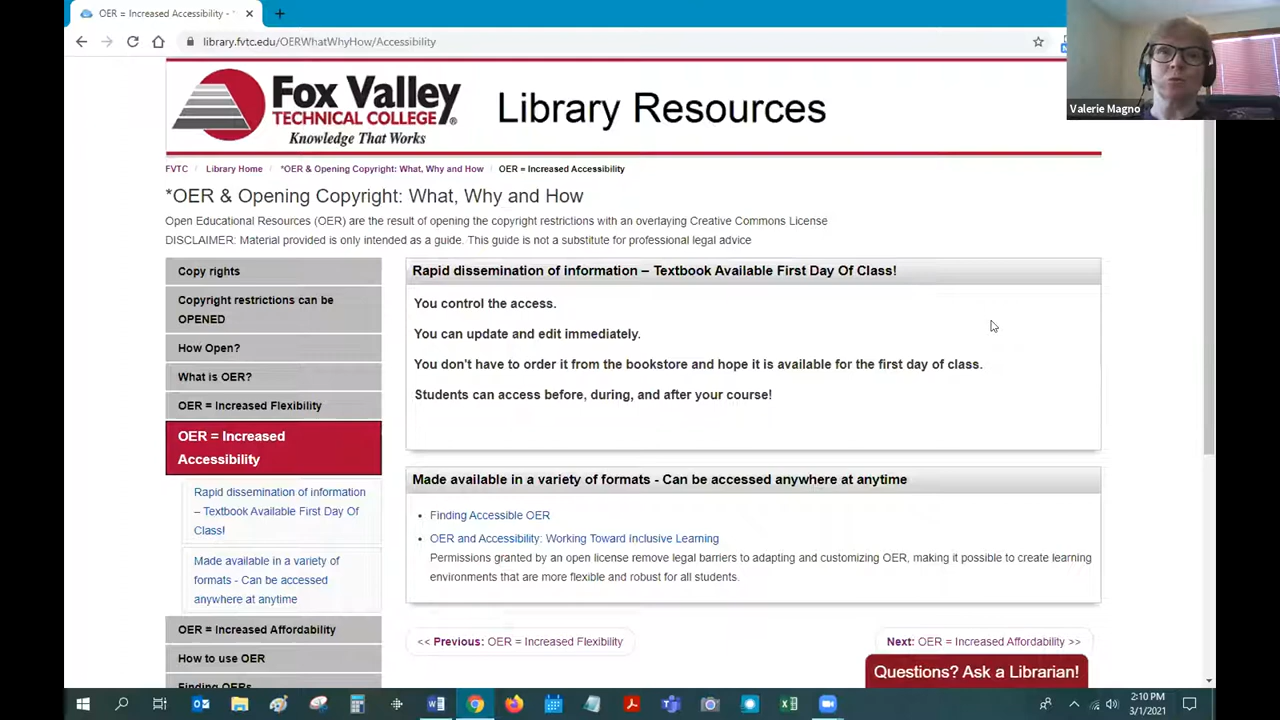 OER = Increased Accessibility -
library.fvtc.edu/OERWhatWhyHow/Accessibility
Valerie Magno
Fox Valley
TECHNICAL COLLEGE®
Knowledge That Works
Library Resources
FVTC / Library Home / *OER & Opening Copyright: What, Why and How / OER = Increased Accessibility
*OER & Opening Copyright: What, Why and How
Open Educational Resources (OER) are the result of opening the copyright restrictions with an overlaying Creative Commons License
DISCLAIMER: Material provided is only intended as a guide. This guide is not a substitute for professional legal advice
Copy rights
Copyright restrictions can be
OPENED
How Open?
What is OER?
OER = Increased Flexibility
OER = Increased
Accessibility
Rapid dissemination of information
– Textbook Available First Day Of
Class!
Made available in a variety of
formats - Can be accessed
anywhere at anytime
OER = Increased Affordability
How to use OER
Finding OERs
Rapid dissemination of information – Textbook Available First Day Of Class!
You control the access.
You can update and edit immediately.
You don't have to order it from the bookstore and hope it is available for the first day of class.
Students can access before, during, and after your course!
Made available in a variety of formats - Can be accessed anywhere at anytime
• Finding Accessible OER
• OER and Accessibility: Working Toward Inclusive Learning
Permissions granted by an open license remove legal barriers to adapting and customizing OER, making it possible to create learning
environments that are more flexible and robust for all students.
<< Previous: OER = Increased Flexibility
Next: OER = Increased Affordability >>
Questions? Ask a Librarian!
2:10 PM
3/1/2021